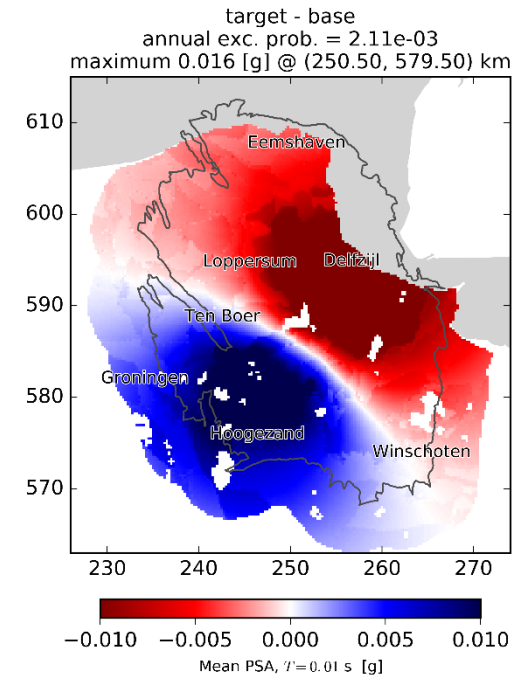 target - base
annual exc. prob. = 2.11e-03
maximum 0.016 [g] @ (250.50, 579.50) km
610
Eemshaven
600
Loppersum Delfzijl
590
Ten Boer
580
Groningen
Hoogezand
Winschoten
570
230 240 250 260 270
−0.010 −0.005 0.000 0.005 0.010
Mean PSA, T=0.01 s [g]